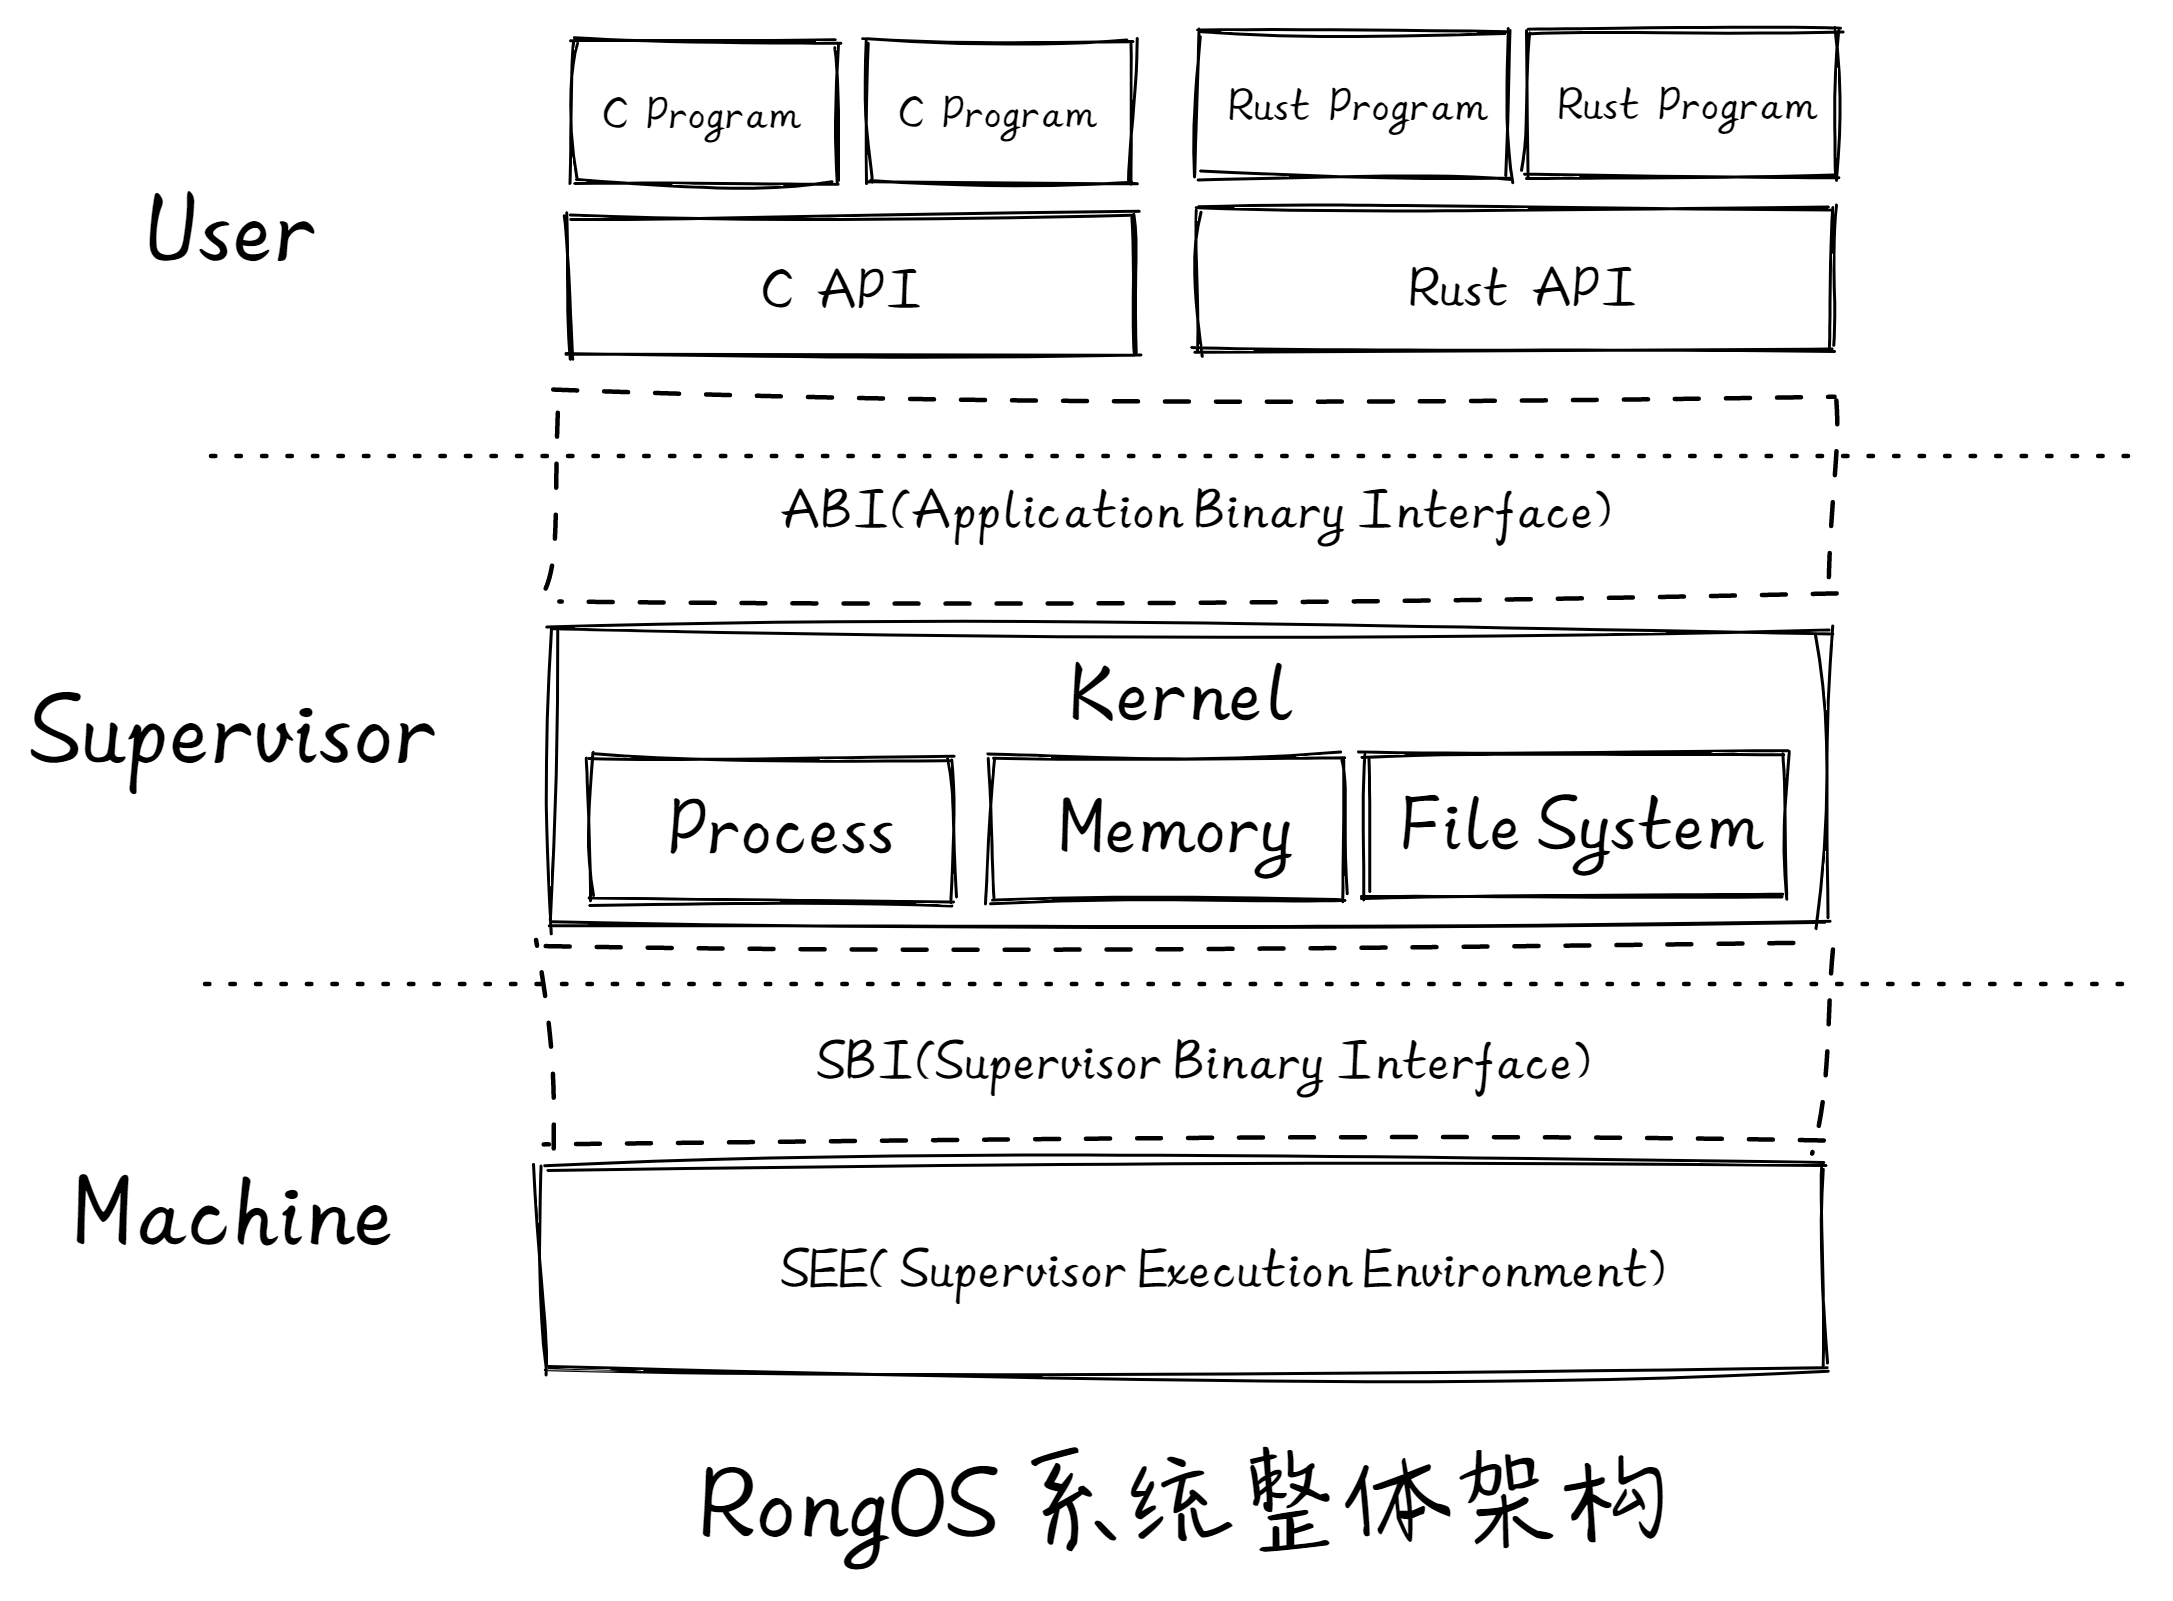 C Program
C Program
Rust Program
Rust Program
User
C API
Rust API
ABI(Application Binary Interface)
Supervisor
Kernel
Process
Memory
File System
SBI(Supervisor Binary Interface)
Machine
SEE( Supervisor Execution Environment)
RongOS 系统整体架构